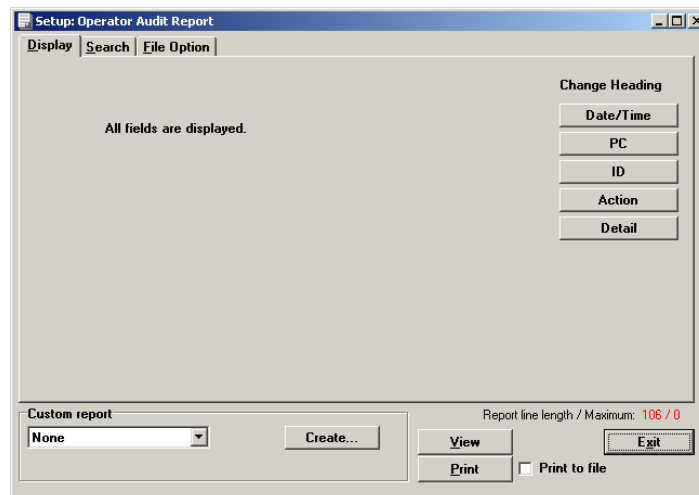 Setup: Operator Audit Report
Display Search File Option
Change Heading
Date/Time
All fields are displayed.
PC
ID
Action
Detail
Custom report
Report line length / Maximum: 106 / 0
None Create... View Exit
Print Print to file